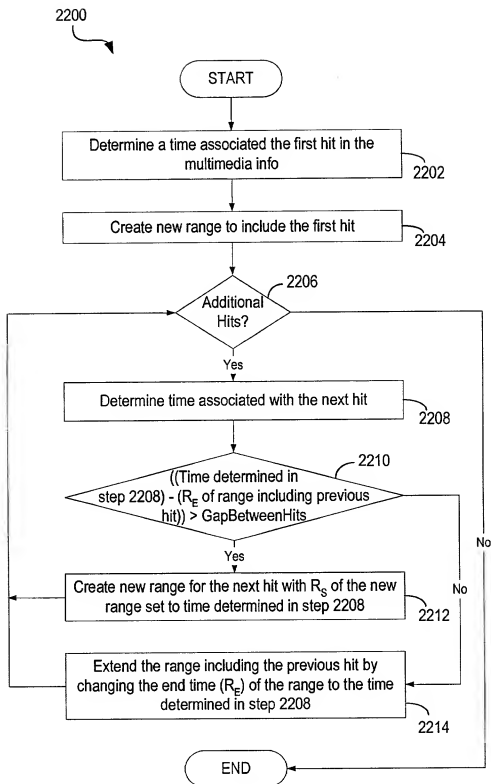 2200
START
Determine a time associated the first hit in the
multimedia info
2202
Create new range to include the first hit
2204
2206
Additional
Hits?
Yes
Determine time associated with the next hit
2208
2210
((Time determined in
step 2208) - (RE of range including previous
hit)) > GapBetweenHits
Yes
No
No
Create new range for the next hit with RS of the new
range set to time determined in step 2208
2212
Extend the range including the previous hit by
changing the end time (RE) of the range to the time
determined in step 2208
2214
END